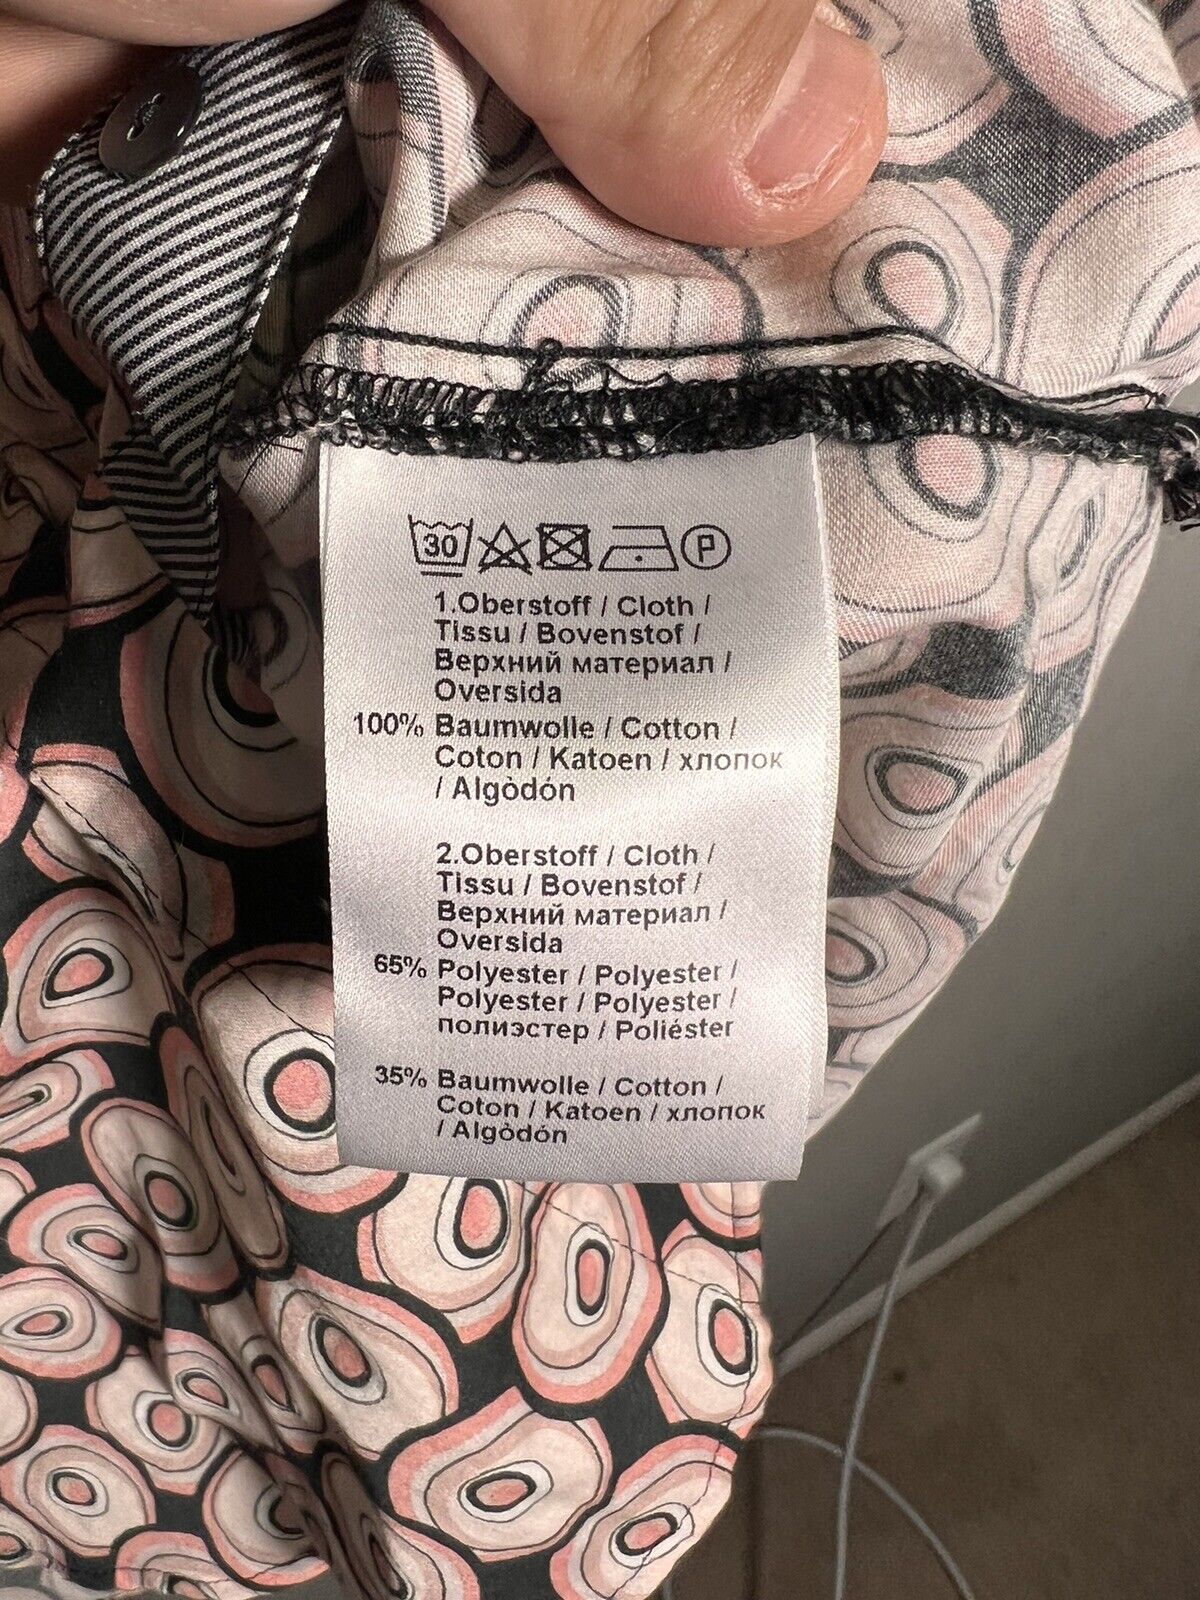 30 P
1.Oberstoff / Cloth /
Tissu / Bovenstof /
Верхний материал /
Oversida
100% Baumwolle / Cotton /
Coton / Katoen / хлопок
/ Algòdón
2.Oberstoff / Cloth /
Tissu / Bovenstof /
Верхний материал /
Oversida
65% Polyester / Polyester /
Polyester / Polyester /
полиэстер / Poliéster
35% Baumwolle / Cotton /
Coton / Katoen / хлопок
/ Algòdón